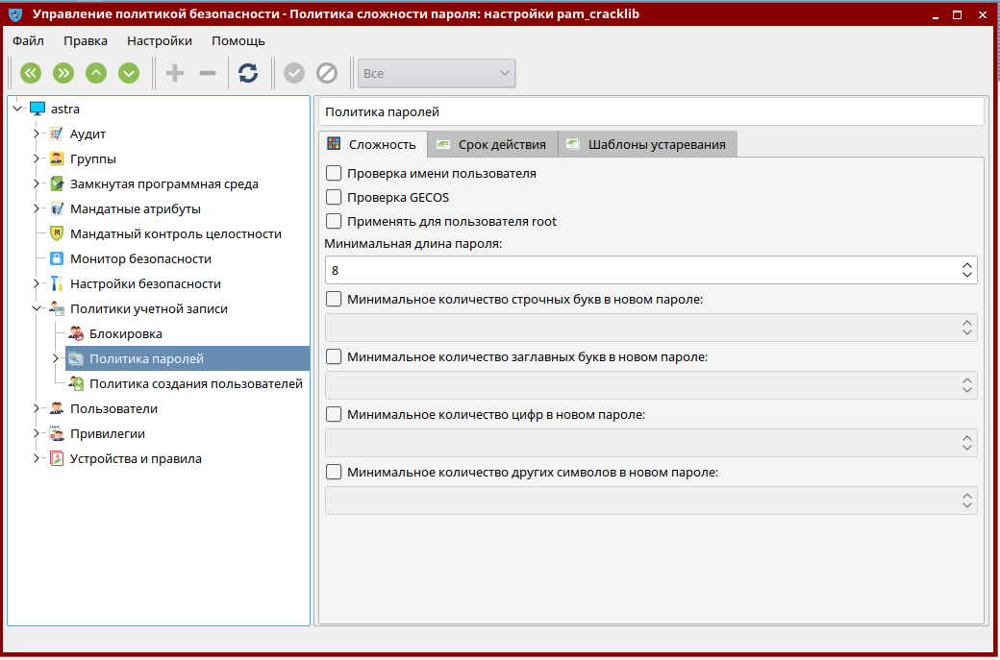 Управление политикой безопасности - Политика сложности пароля: настройки pam_cracklib
Файл Правка Настройки Помощь
Все
astra
Аудит
Группы
Замкнутая программная среда
Мандатные атрибуты
Мандатный контроль целостности
Монитор безопасности
Настройки безопасности
Политики учетной записи
Блокировка
Политика паролей
Политика создания пользователей
Пользователи
Привилегии
Устройства и правила
Политика паролей
Сложность Срок действия Шаблоны устаревания
Проверка имени пользователя
Проверка GECOS
Применять для пользователя root
Минимальная длина пароля:
8
Минимальное количество строчных букв в новом пароле:
Минимальное количество заглавных букв в новом пароле:
Минимальное количество цифр в новом пароле:
Минимальное количество других символов в новом пароле: